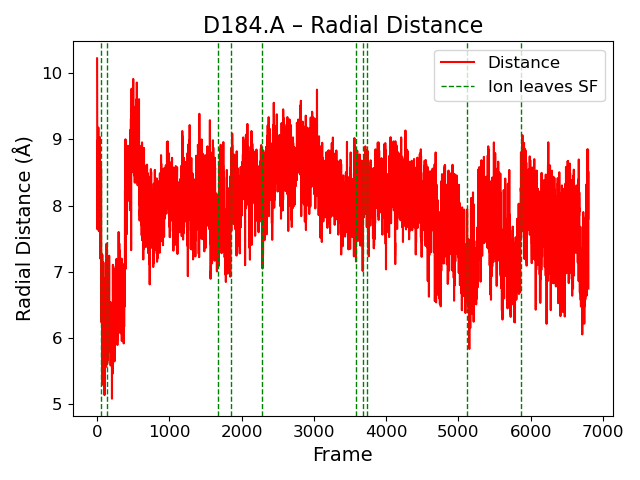 D184.A – Radial Distance
Distance
Ion leaves SF
Radial Distance (Å)
10
9
8
7
6
5
0
1000
2000
3000
4000
5000
6000
7000
Frame